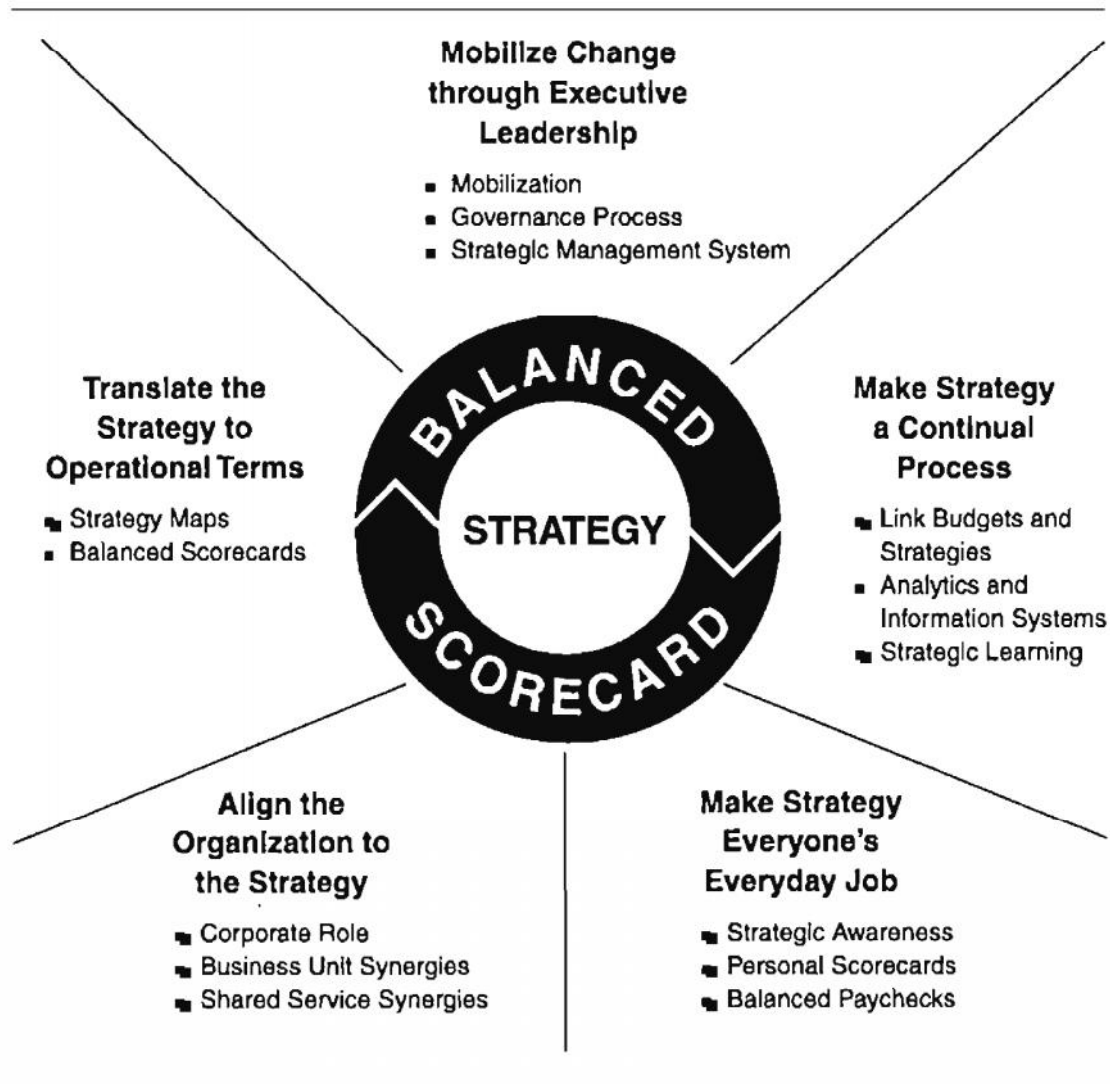 Mobilize Change
through Executive
Leadership
▪ Mobilization
▪ Governance Process
▪ Strategic Management System
BALANCED
SCORECARD
STRATEGY
Translate the
Strategy to
Operational Terms
▪ Strategy Maps
▪ Balanced Scorecards
Make Strategy
a Continual
Process
▪ Link Budgets and
Strategies
▪ Analytics and
Information Systems
▪ Strategic Learning
Align the
Organization to
the Strategy
▪ Corporate Role
▪ Business Unit Synergies
▪ Shared Service Synergies
Make Strategy
Everyone's
Everyday Job
▪ Strategic Awareness
▪ Personal Scorecards
▪ Balanced Paychecks